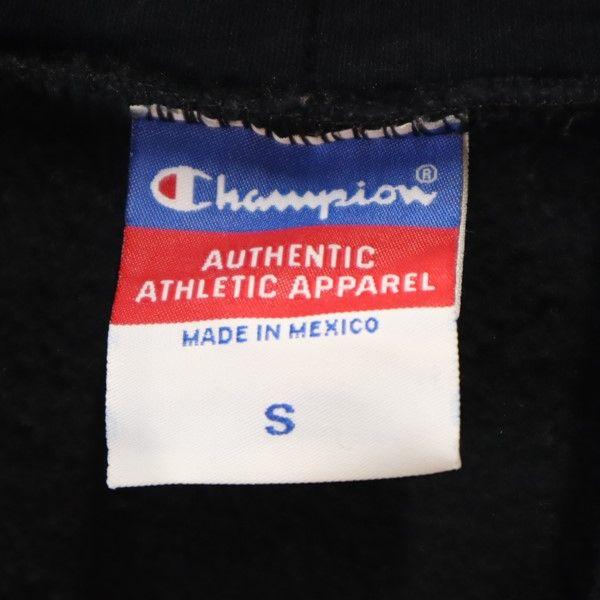 Champion®
AUTHENTIC
ATHLETIC APPAREL
MADE IN MEXICO
S